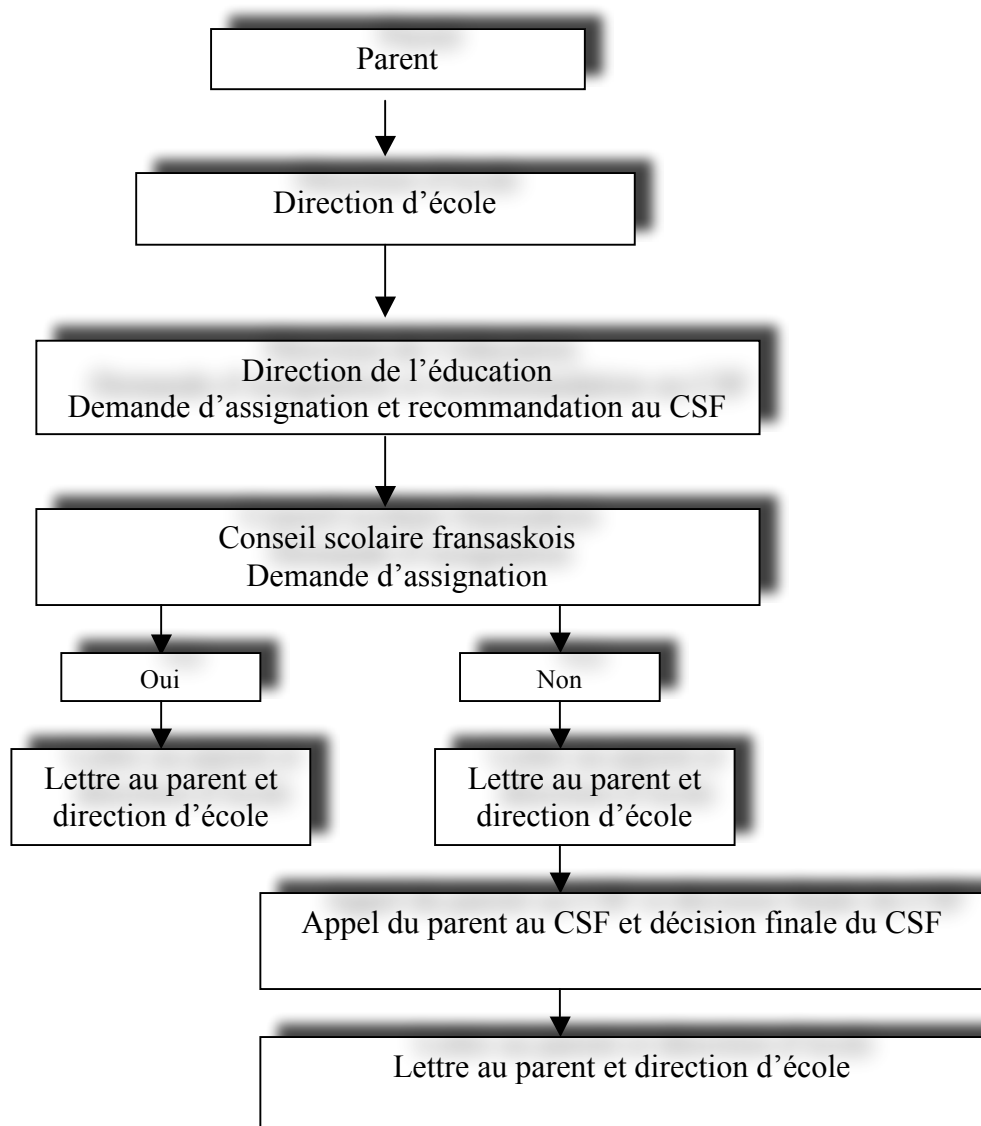 Parent
Direction d’école
Direction de l’éducation
Demande d’assignation et recommandation au CSF
Conseil scolaire fransaskois
Demande d’assignation
Oui
Non
Lettre au parent et
direction d’école
Lettre au parent et
direction d’école
Appel du parent au CSF et décision finale du CSF
Lettre au parent et direction d’école